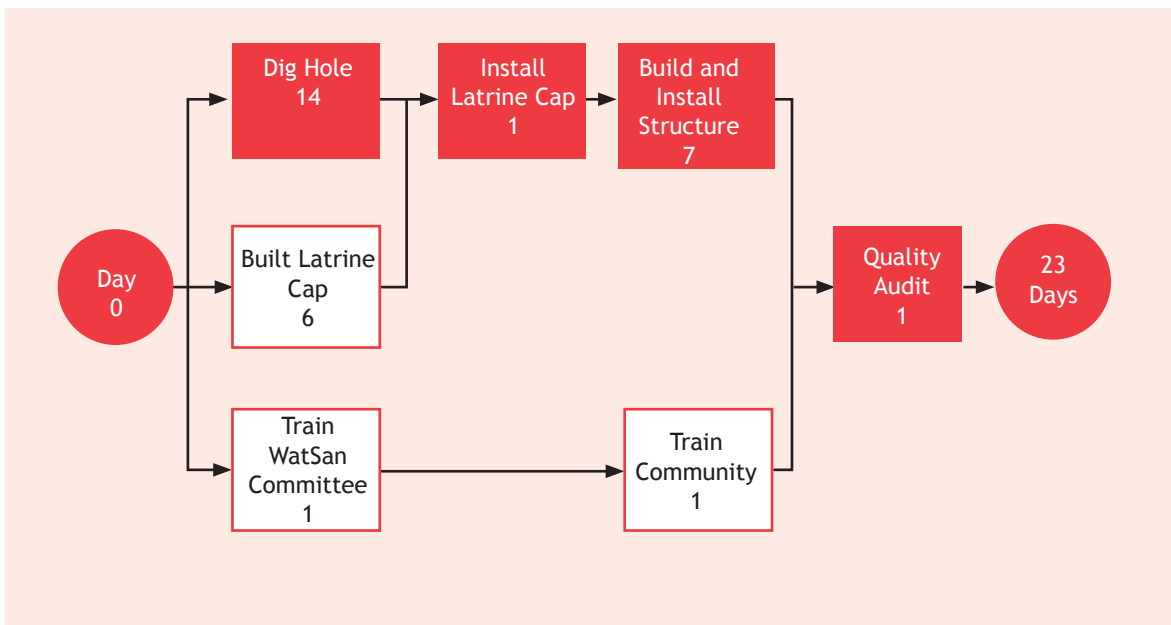 Dig Hole
14
Install
Latrine Cap
1
Build and
Install
Structure
7
Day
0
Built Latrine
Cap
6
Quality
Audit
1
23
Days
Train
WatSan
Committee
1
Train
Community
1